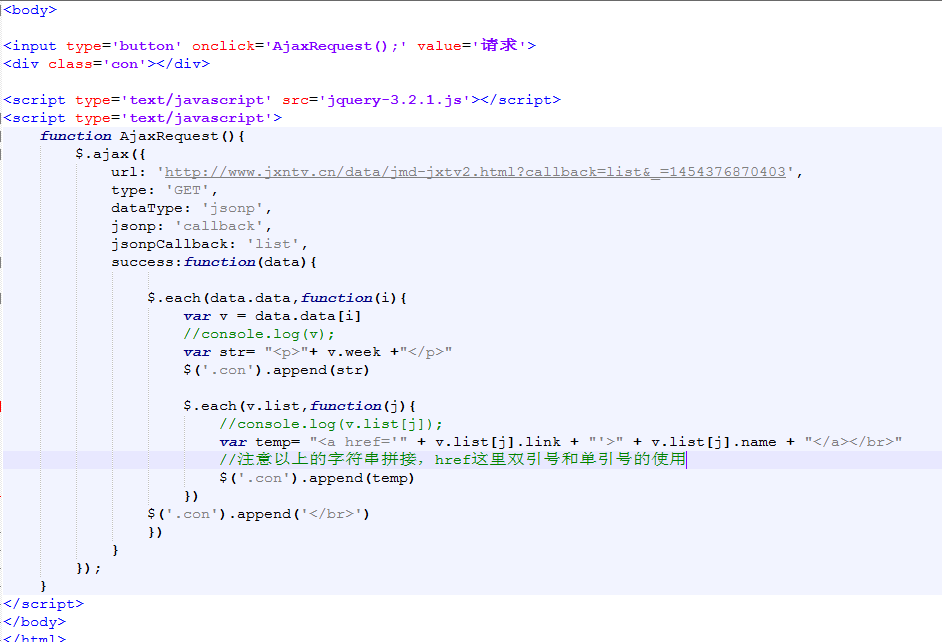 <body>
<input type='button' onclick='AjaxRequest();' value='请求'>
<div class='con'></div>
<script type='text/javascript' src='jquery-3.2.1.js'></script>
<script type='text/javascript'>
function AjaxRequest(){
$.ajax({
url: 'http://www.jxntv.cn/data/jmd-jxtv2.html?callback=list&_=1454376870403',
type: 'GET',
dataType: 'jsonp',
jsonp: 'callback',
jsonpCallback: 'list',
success:function(data){
$.each(data.data,function(i){
var v = data.data[i]
//console.log(v);
var str= "<p>"+ v.week +"</p>"
$('.con').append(str)
$.each(v.list,function(j){
//console.log(v.list[j]);
var temp= "<a href='" + v.list[j].link + "'>" + v.list[j].name + "</a></br>"
//注意以上的字符串拼接，href这里双引号和单引号的使用
$('.con').append(temp)
})
$('.con').append('</br>')
})
}
});
}
</script>
</body>
</html>